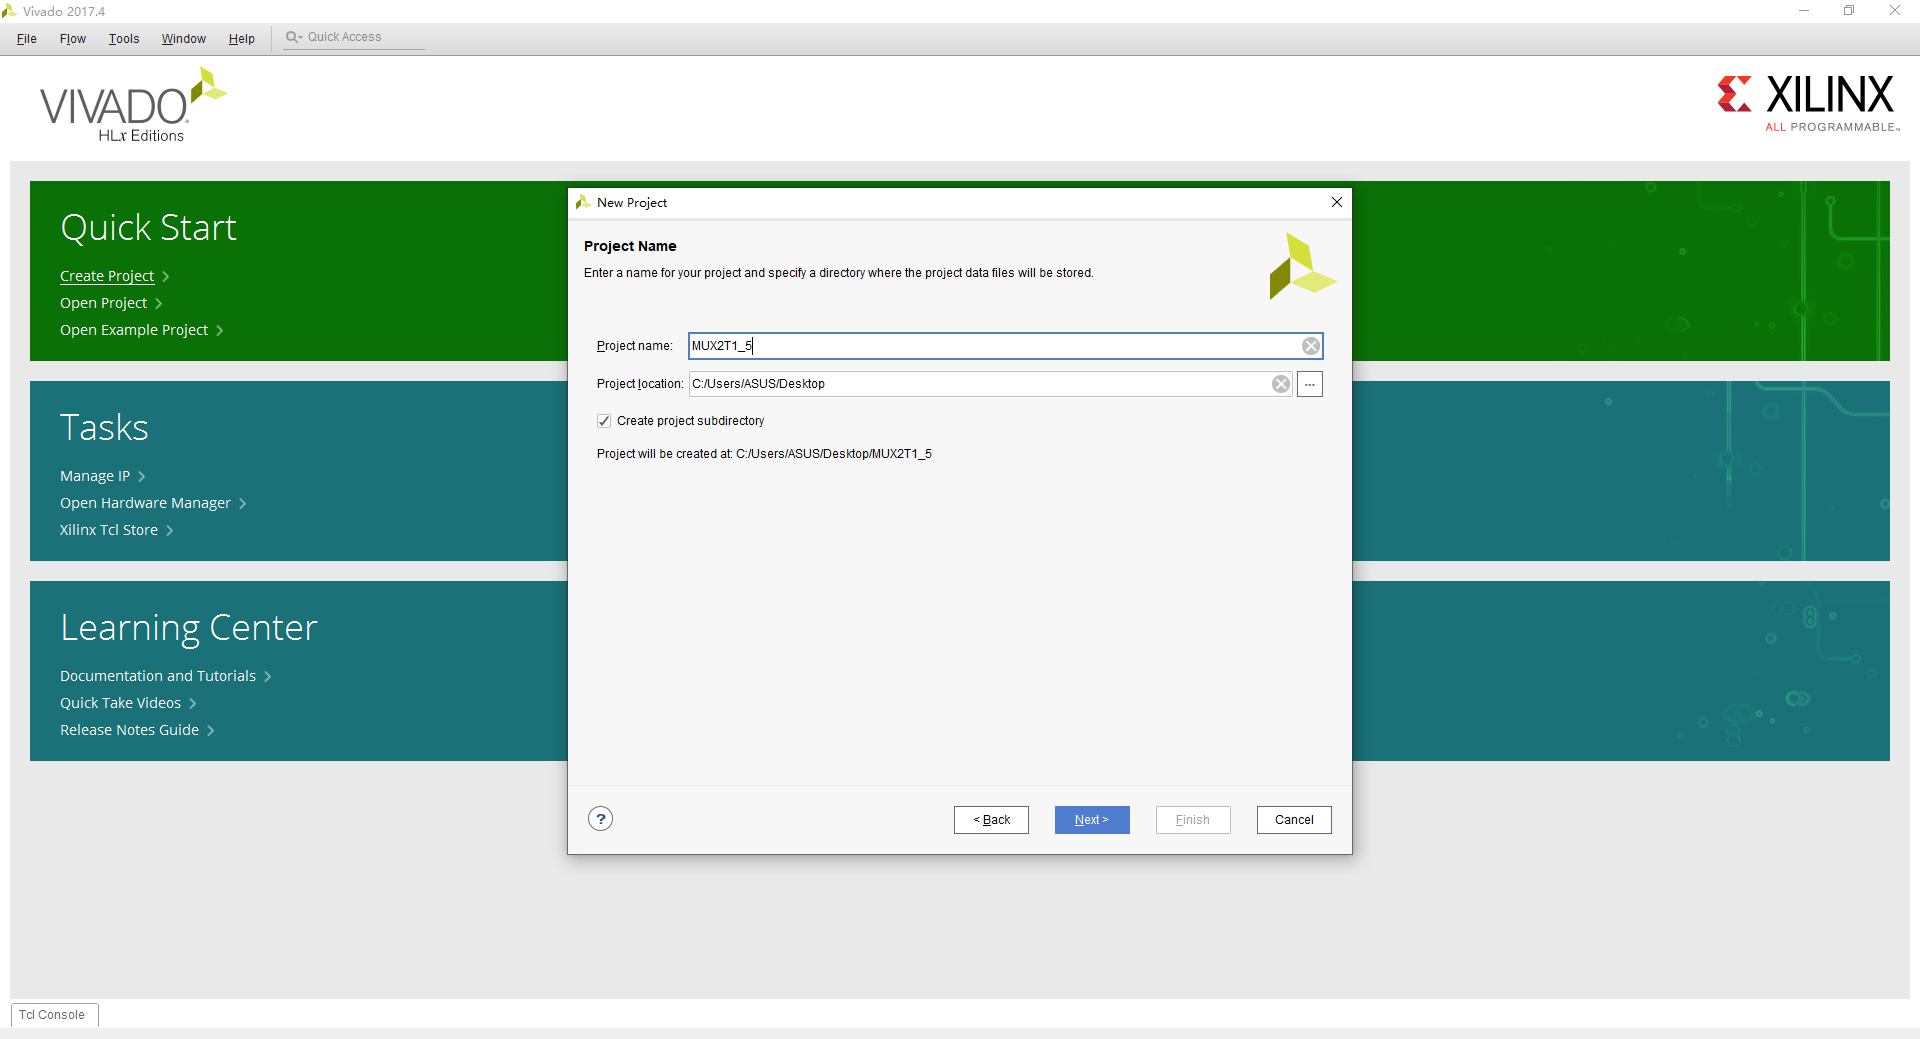 Vivado 2017.4
File Flow Tools Window Help Quick Access
VIVADO
HLx Editions
XILINX
ALL PROGRAMMABLE™
Quick Start
Create Project
Open Project
Open Example Project
Tasks
Manage IP
Open Hardware Manager
Xilinx Tcl Store
Learning Center
Documentation and Tutorials
Quick Take Videos
Release Notes Guide
New Project
Project Name
Enter a name for your project and specify a directory where the project data files will be stored.
Project name: MUX2T1_5
Project location: C:/Users/ASUS/Desktop ...
Create project subdirectory
Project will be created at: C:/Users/ASUS/Desktop/MUX2T1_5
? < Back Next > Finish Cancel
Tcl Console